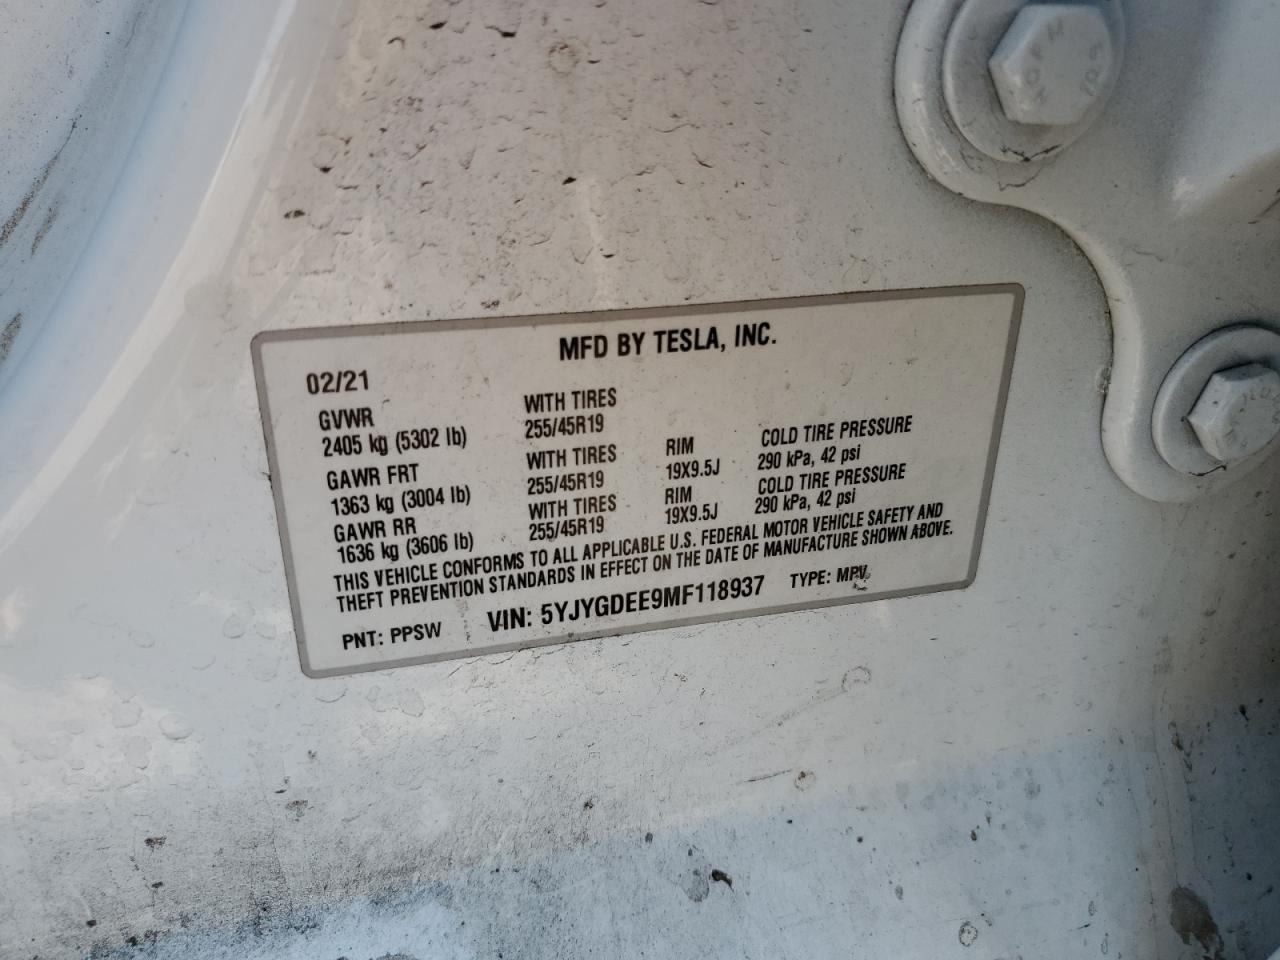 MFD BY TESLA, INC.
02/21
GVWR WITH TIRES
2405 kg (5302 lb) 255/45R19
GAWR FRT WITH TIRES RIM COLD TIRE PRESSURE
1363 kg (3004 lb) 255/45R19 19X9.5J 290 kPa, 42 psi
GAWR RR WITH TIRES RIM COLD TIRE PRESSURE
1636 kg (3606 lb) 255/45R19 19X9.5J 290 kPa, 42 psi
THIS VEHICLE CONFORMS TO ALL APPLICABLE U.S. FEDERAL MOTOR VEHICLE SAFETY AND
THEFT PREVENTION STANDARDS IN EFFECT ON THE DATE OF MANUFACTURE SHOWN ABOVE.
PNT: PPSW VIN: 5YJYGDEE9MF118937 TYPE: MPV